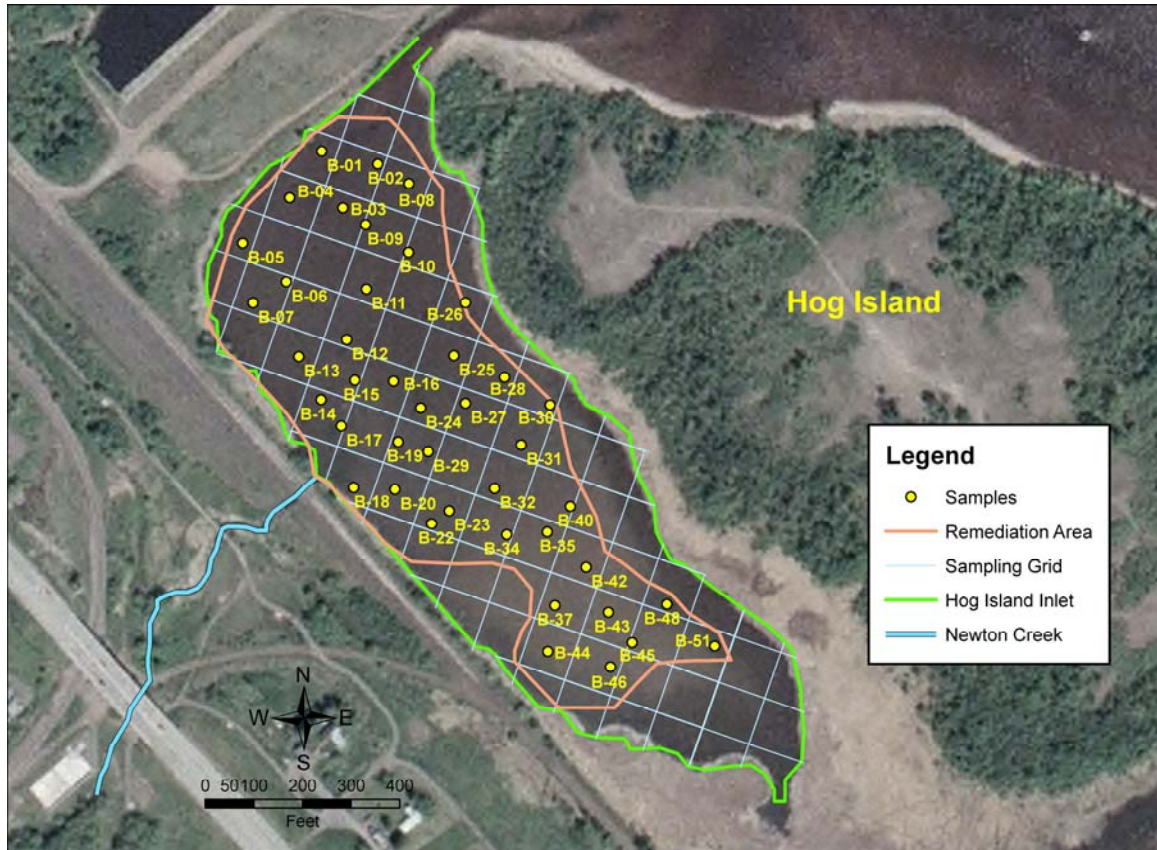 B-01
B-02
B-04
B-08
B-03
B-09
B-05
B-10
B-06
B-11
B-07
B-26
Hog Island
B-12
B-13
B-25
B-16
B-28
B-15
B-14
B-24
B-27
B-30
B-17
B-19
B-29
B-31
B-18
B-20
B-32
B-23
B-40
B-22
B-34
B-35
B-42
B-37
B-48
B-43
B-51
B-44
B-45
B-46
Legend
Samples
Remediation Area
Sampling Grid
Hog Island Inlet
Newton Creek
N
W E
S
0 50100 200 300 400
Feet